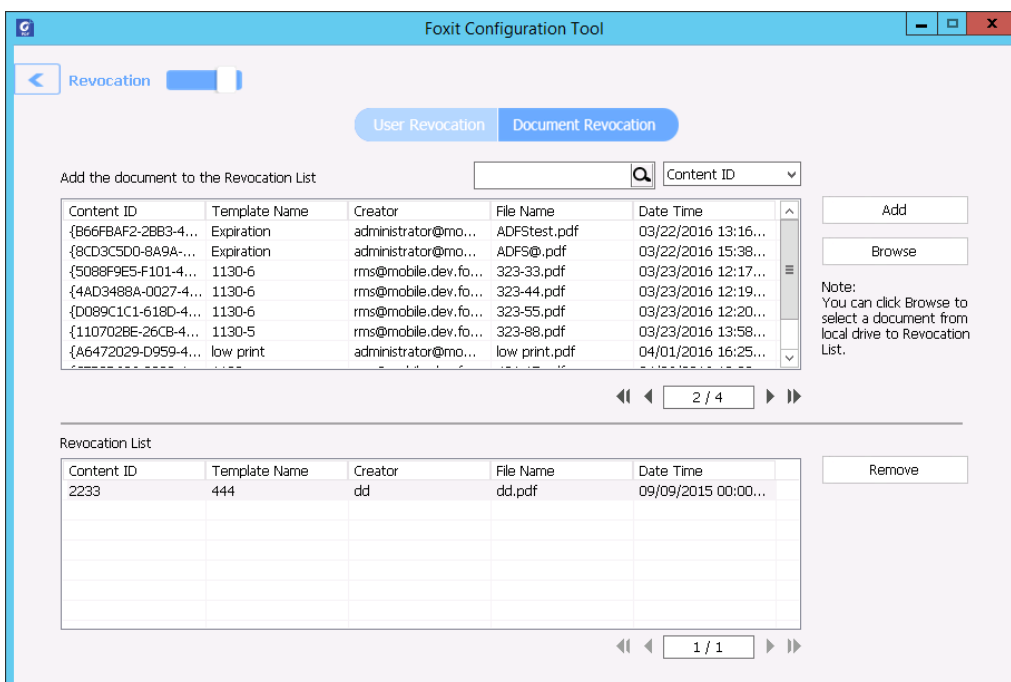 Foxit Configuration Tool
Revocation
User Revocation Document Revocation
Add the document to the Revocation List Content ID
Content ID Template Name Creator File Name Date Time
{B66FBAF2-2BB3-4... Expiration administrator@mo... ADFStest.pdf 03/22/2016 13:16...
{8CD3C5D0-8A9A-... Expiration administrator@mo... ADFS@.pdf 03/22/2016 15:38...
{5088F9E5-F101-4... 1130-6 rms@mobile.dev.fo... 323-33.pdf 03/23/2016 12:17...
{4AD3488A-0027-4... 1130-6 rms@mobile.dev.fo... 323-44.pdf 03/23/2016 12:19...
{D089C1C1-618D-4... 1130-6 rms@mobile.dev.fo... 323-55.pdf 03/23/2016 12:20...
{110702BE-26CB-4... 1130-5 rms@mobile.dev.fo... 323-88.pdf 03/23/2016 13:58...
{A6472029-D959-4... low print administrator@mo... low print.pdf 04/01/2016 16:25...
Add
Browse
Note:
You can click Browse to
select a document from
local drive to Revocation
List.
2 / 4
Revocation List
Content ID Template Name Creator File Name Date Time
2233 444 dd dd.pdf 09/09/2015 00:00...
Remove
1 / 1